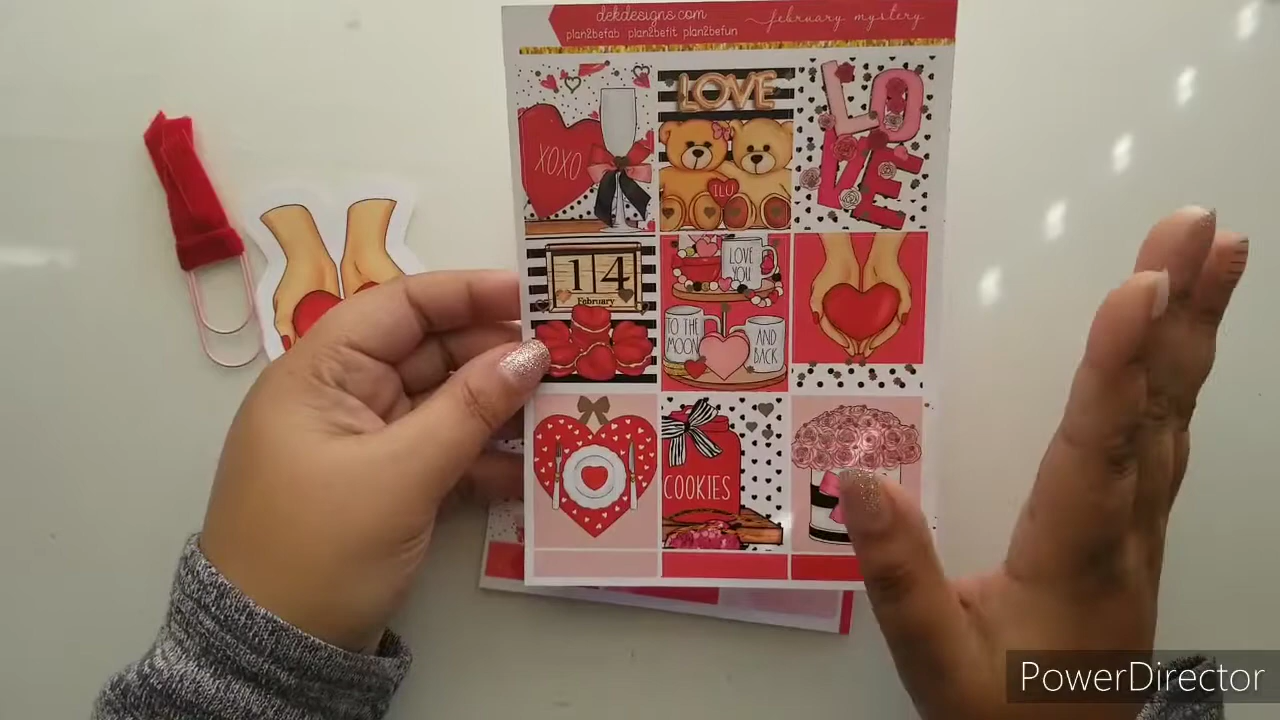 dekdesigns.com
february mystery
plan2befab plan2befit plan2befun
XOXO
LOVE
ILU
LOVE
14
February
LOVE
YOU
TO THE
MOON
AND
BACK
COOKIES
PowerDirector